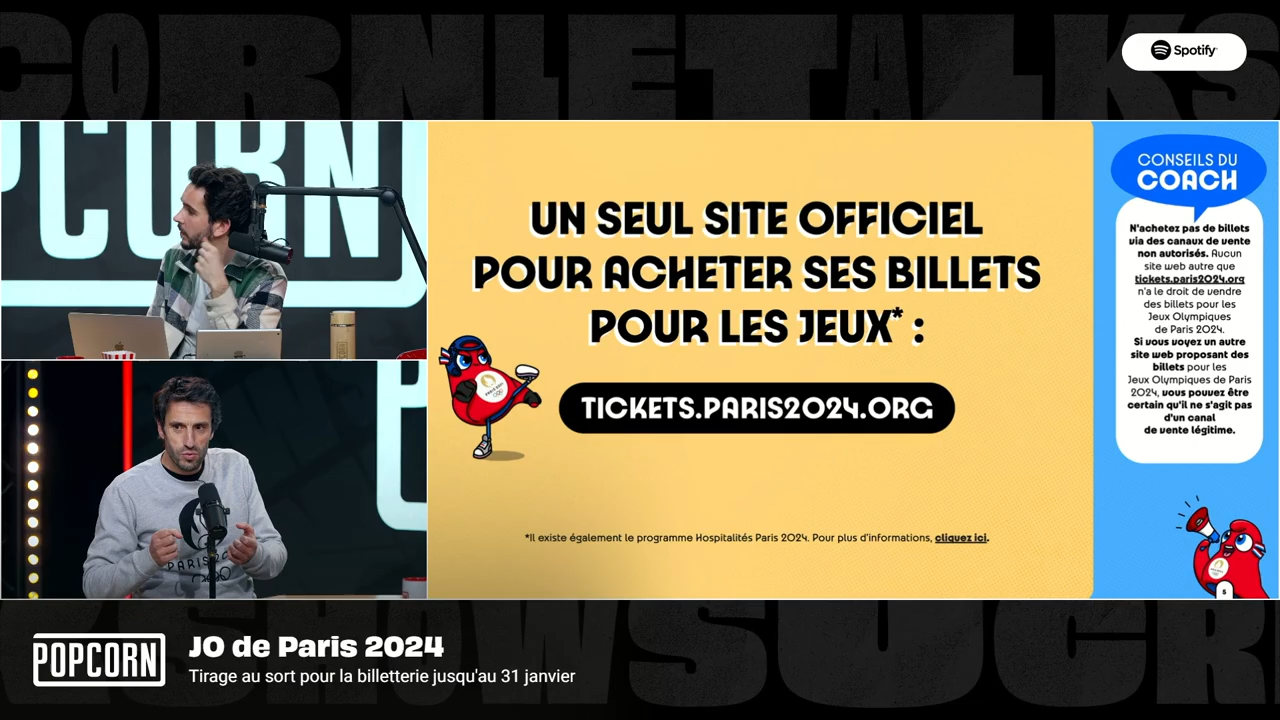 Spotify
POPCORN
PARIS 2024
UN SEUL SITE OFFICIEL
POUR ACHETER SES BILLETS
POUR LES JEUX* :
TICKETS.PARIS2024.ORG
*Il existe également le programme Hospitalités Paris 2024. Pour plus d'informations, cliquez ici.
CONSEILS DU
COACH
N'achetez pas de billets
via des canaux de vente
non autorisés. Aucun
site web autre que
tickets.paris2024.org
n'a le droit de vendre
des billets pour les
Jeux Olympiques
de Paris 2024.
Si vous voyez un autre
site web proposant des
billets pour les
Jeux Olympiques de Paris
2024, vous pouvez être
certain qu'il ne s'agit pas
d'un canal
de vente légitime.
5
POPCORN
JO de Paris 2024
Tirage au sort pour la billetterie jusqu'au 31 janvier